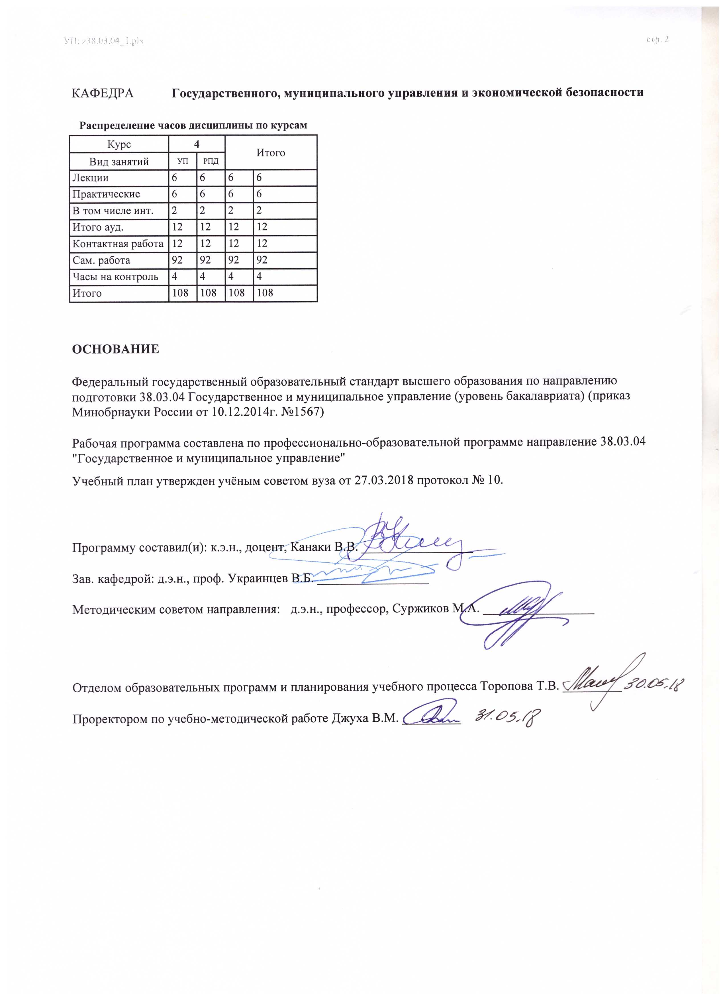 УП: z38.03.04_1.plx стр. 2
КАФЕДРА Государственного, муниципального управления и экономической безопасности
Распределение часов дисциплины по курсам
Курс 4 Итого
Вид занятий УП РПД
Лекции 6 6 6 6
Практические 6 6 6 6
В том числе инт. 2 2 2 2
Итого ауд. 12 12 12 12
Контактная работа 12 12 12 12
Сам. работа 92 92 92 92
Часы на контроль 4 4 4 4
Итого 108 108 108 108
ОСНОВАНИЕ
Федеральный государственный образовательный стандарт высшего образования по направлению
подготовки 38.03.04 Государственное и муниципальное управление (уровень бакалавриата) (приказ
Минобрнауки России от 10.12.2014г. №1567)
Рабочая программа составлена по профессионально-образовательной программе направление 38.03.04
"Государственное и муниципальное управление"
Учебный план утвержден учёным советом вуза от 27.03.2018 протокол № 10.
Программу составил(и): к.э.н., доцент, Канаки В.В.
Зав. кафедрой: д.э.н., проф. Украинцев В.Б.
Методическим советом направления: д.э.н., профессор, Суржиков М.А.
Отделом образовательных программ и планирования учебного процесса Торопова Т.В. 30.05.18
Проректором по учебно-методической работе Джуха В.М. 31.05.18